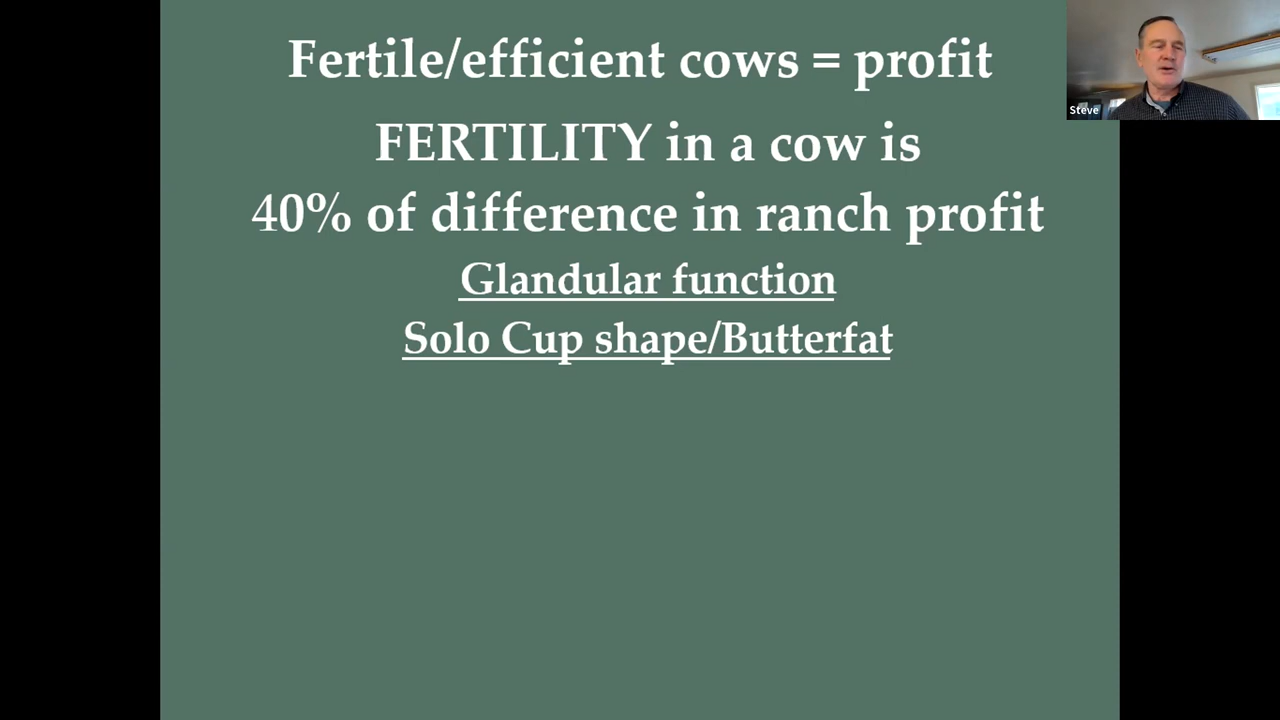 Fertile/efficient cows = profit
FERTILITY in a cow is
40% of difference in ranch profit
Glandular function
Solo Cup shape/Butterfat
Steve